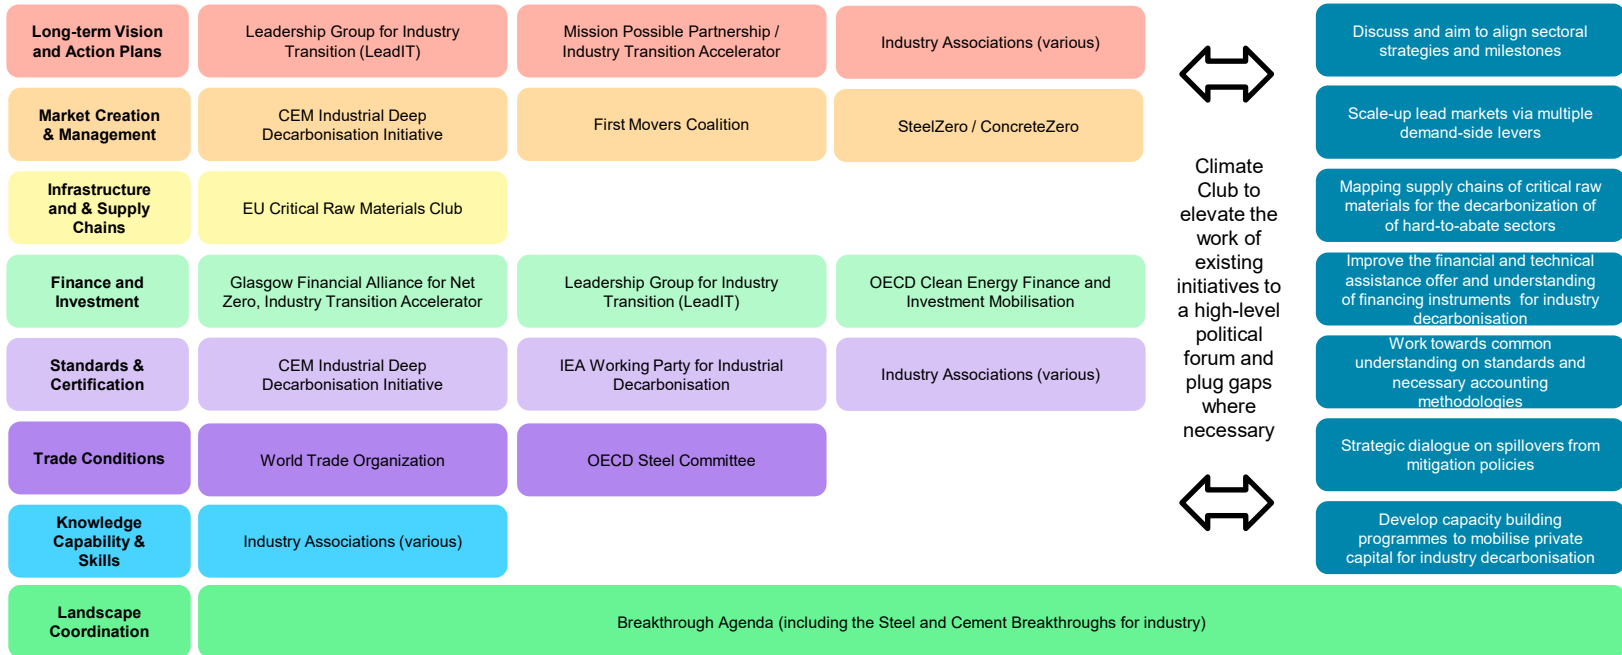 Long-term Vision
and Action Plans
Leadership Group for Industry
Transition (LeadIT)
Mission Possible Partnership /
Industry Transition Accelerator
Industry Associations (various)
Discuss and aim to align sectoral
strategies and milestones
Market Creation
& Management
CEM Industrial Deep
Decarbonisation Initiative
First Movers Coalition
SteelZero / ConcreteZero
Scale-up lead markets via multiple
demand-side levers
Infrastructure
and & Supply
Chains
EU Critical Raw Materials Club
Mapping supply chains of critical raw
materials for the decarbonization of
of hard-to-abate sectors
Finance and
Investment
Glasgow Financial Alliance for Net
Zero, Industry Transition Accelerator
Leadership Group for Industry
Transition (LeadIT)
OECD Clean Energy Finance and
Investment Mobilisation
Improve the financial and technical
assistance offer and understanding
of financing instruments for industry
decarbonisation
Standards &
Certification
CEM Industrial Deep
Decarbonisation Initiative
IEA Working Party for Industrial
Decarbonisation
Industry Associations (various)
Work towards common
understanding on standards and
necessary accounting
methodologies
Trade Conditions
World Trade Organization
OECD Steel Committee
Strategic dialogue on spillovers from
mitigation policies
Knowledge
Capability &
Skills
Industry Associations (various)
Develop capacity building
programmes to mobilise private
capital for industry decarbonisation
Climate
Club to
elevate the
work of
existing
initiatives to
a high-level
political
forum and
plug gaps
where
necessary
Landscape
Coordination
Breakthrough Agenda (including the Steel and Cement Breakthroughs for industry)